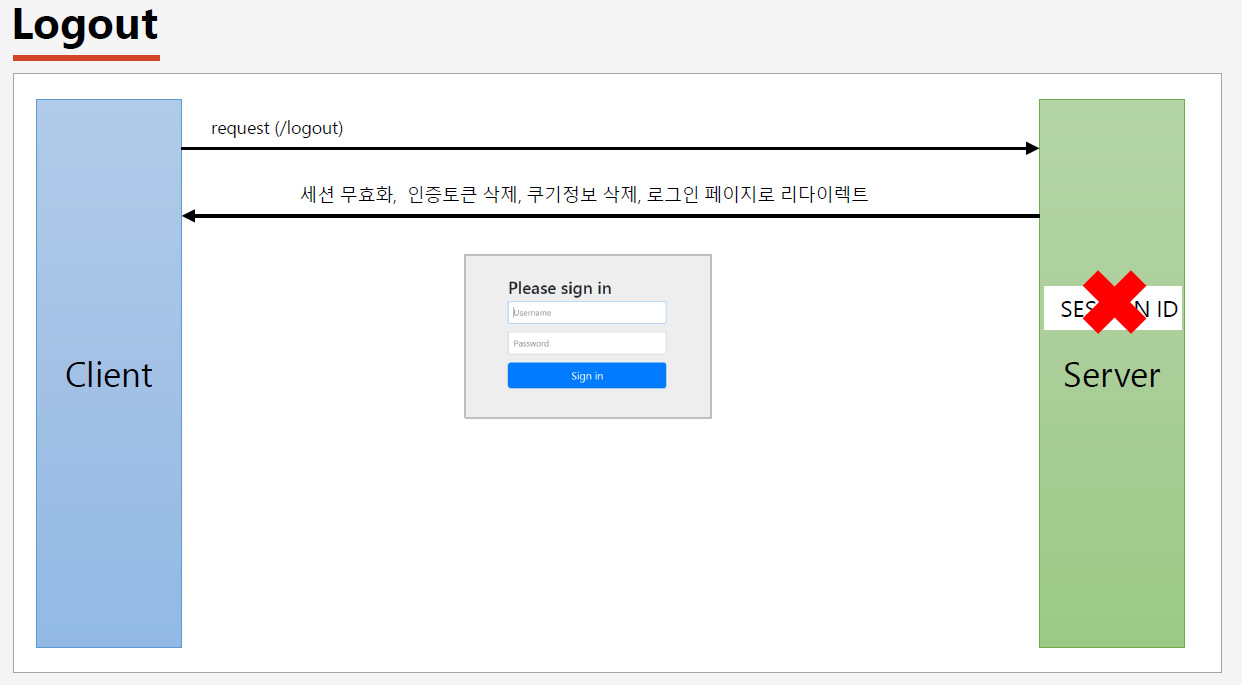 Logout
request (/logout)
세션 무효화, 인증토큰 삭제, 쿠기정보 삭제, 로그인 페이지로 리다이렉트
Please sign in
Username
Password
Sign in
ID
Client
Server